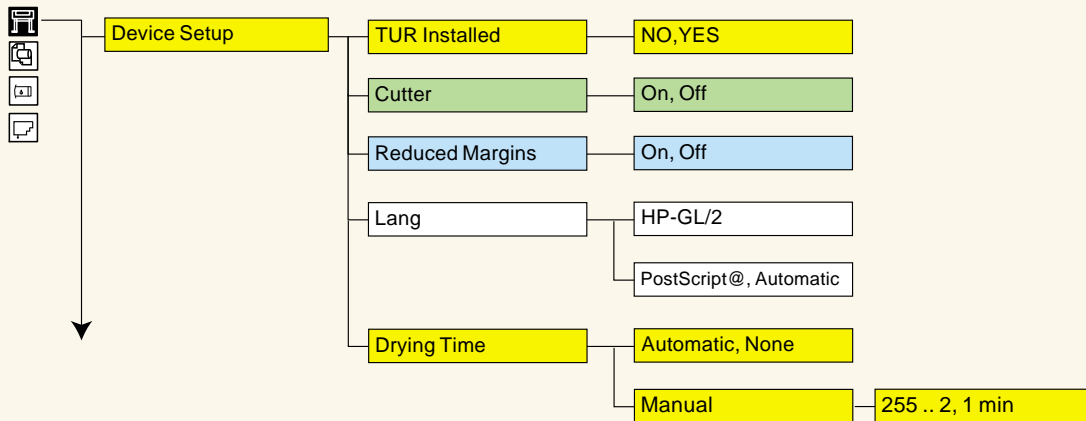 Device Setup
TUR Installed
NO,YES
Cutter
On, Off
Reduced Margins
On, Off
Lang
HP-GL/2
PostScript@, Automatic
Drying Time
Automatic, None
Manual
255 .. 2, 1 min